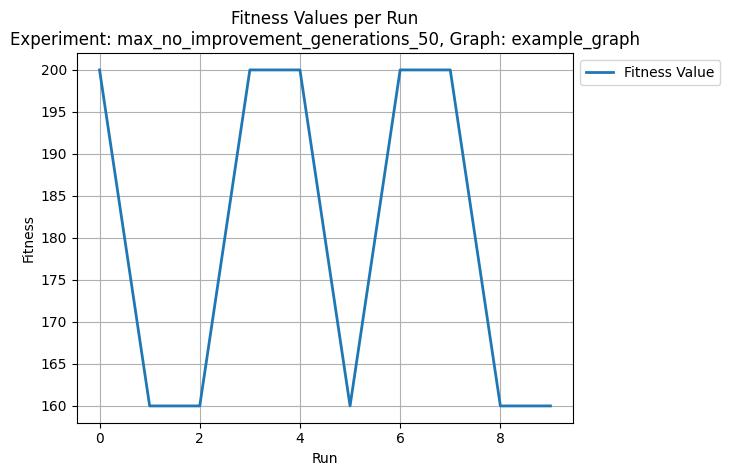 Fitness Values per Run
Experiment: max_no_improvement_generations_50, Graph: example_graph
Fitness Value
200
195
190
185
180
175
170
165
160
Fitness
0 2 4 6 8
Run